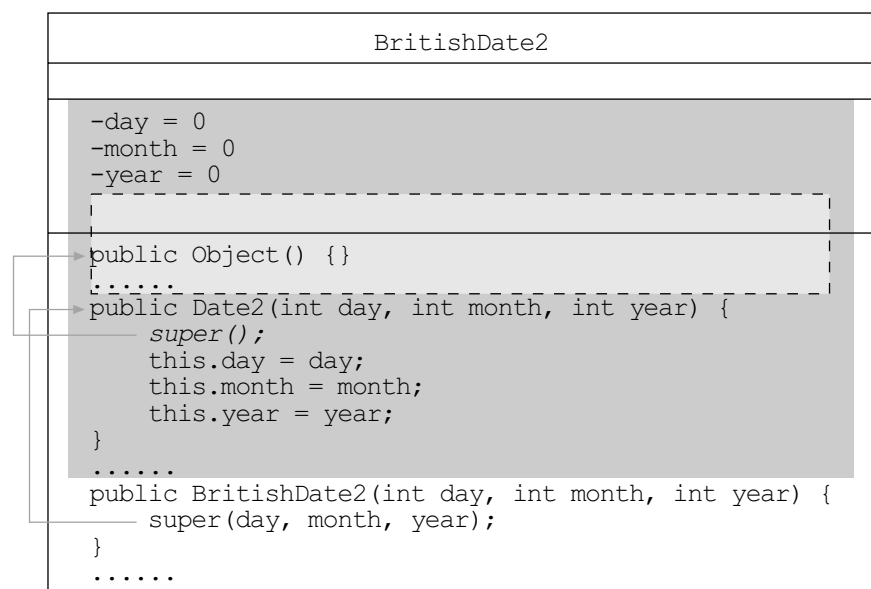 BritishDate2
-day = 0
-month = 0
-year = 0
public Object() {}
......
public Date2(int day, int month, int year) {
super();
this.day = day;
this.month = month;
this.year = year;
}
......
public BritishDate2(int day, int month, int year) {
super(day, month, year);
}
......